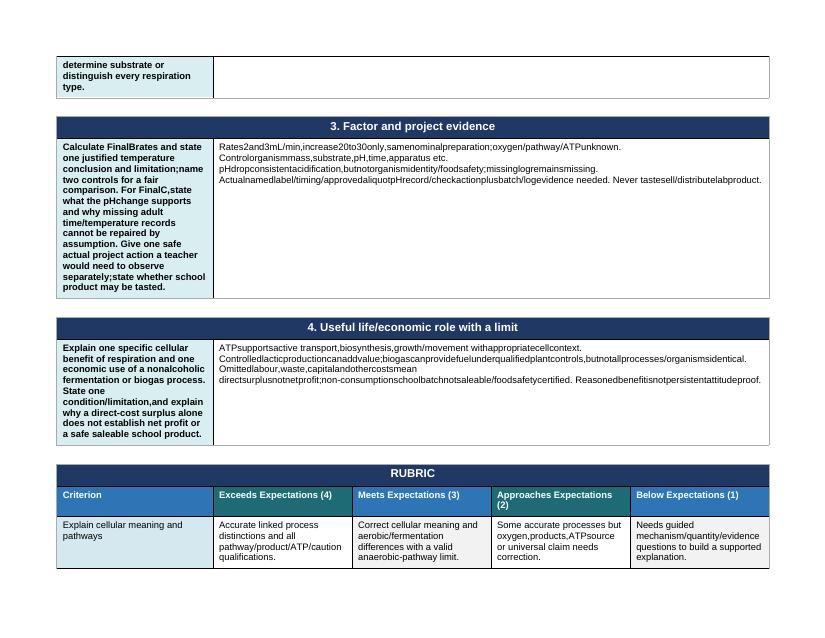 determine substrate or
distinguish every respiration
type.
3. Factor and project evidence
Calculate FinalBrates and state
one justified temperature
conclusion and limitation;name
two controls for a fair
comparison. For FinalC,state
what the pHchange supports
and why missing adult
time/temperature records
cannot be repaired by
assumption. Give one safe
actual project action a teacher
would need to observe
separately;state whether school
product may be tasted.
Rates2and3mL/min,increase20to30only,samenominalpreparation;oxygen/pathway/ATPunknown.
Controlorganismmass,substrate,pH,time,apparatus etc.
pHdropconsistentacidification,butnotorganismidentity/foodsafety;missinglogremainsmissing.
Actualnamedlabel/timing/approvedaliquotpHrecord/checkactionplusbatch/logevidence needed. Never tastesell/distributelabproduct.
4. Useful life/economic role with a limit
Explain one specific cellular
benefit of respiration and one
economic use of a nonalcoholic
fermentation or biogas process.
State one
condition/limitation,and explain
why a direct-cost surplus alone
does not establish net profit or
a safe saleable school product.
ATPsupportsactive transport,biosynthesis,growth/movement withappropriatecellcontext.
Controlledlacticproductioncanaddvalue;biogascanprovidefuelunderqualifiedplantcontrols,butnotallprocesses/organismsidentical.
Omittedlabour,waste,capitalandothercostsmean
directsurplusnotnetprofit;non-consumptionschoolbatchnotsaleable/foodsafetycertified. Reasonedbenefitisnotpersistentattitudeproof.
RUBRIC
Criterion
Exceeds Expectations (4)
Meets Expectations (3)
Approaches Expectations
(2)
Below Expectations (1)
Explain cellular meaning and
pathways
Accurate linked process
distinctions and all
pathway/product/ATP/caution
qualifications.
Correct cellular meaning and
aerobic/fermentation
differences with a valid
anaerobic-pathway limit.
Some accurate processes but
oxygen,products,ATPsource
or universal claim needs
correction.
Needs guided
mechanism/quantity/evidence
questions to build a supported
explanation.